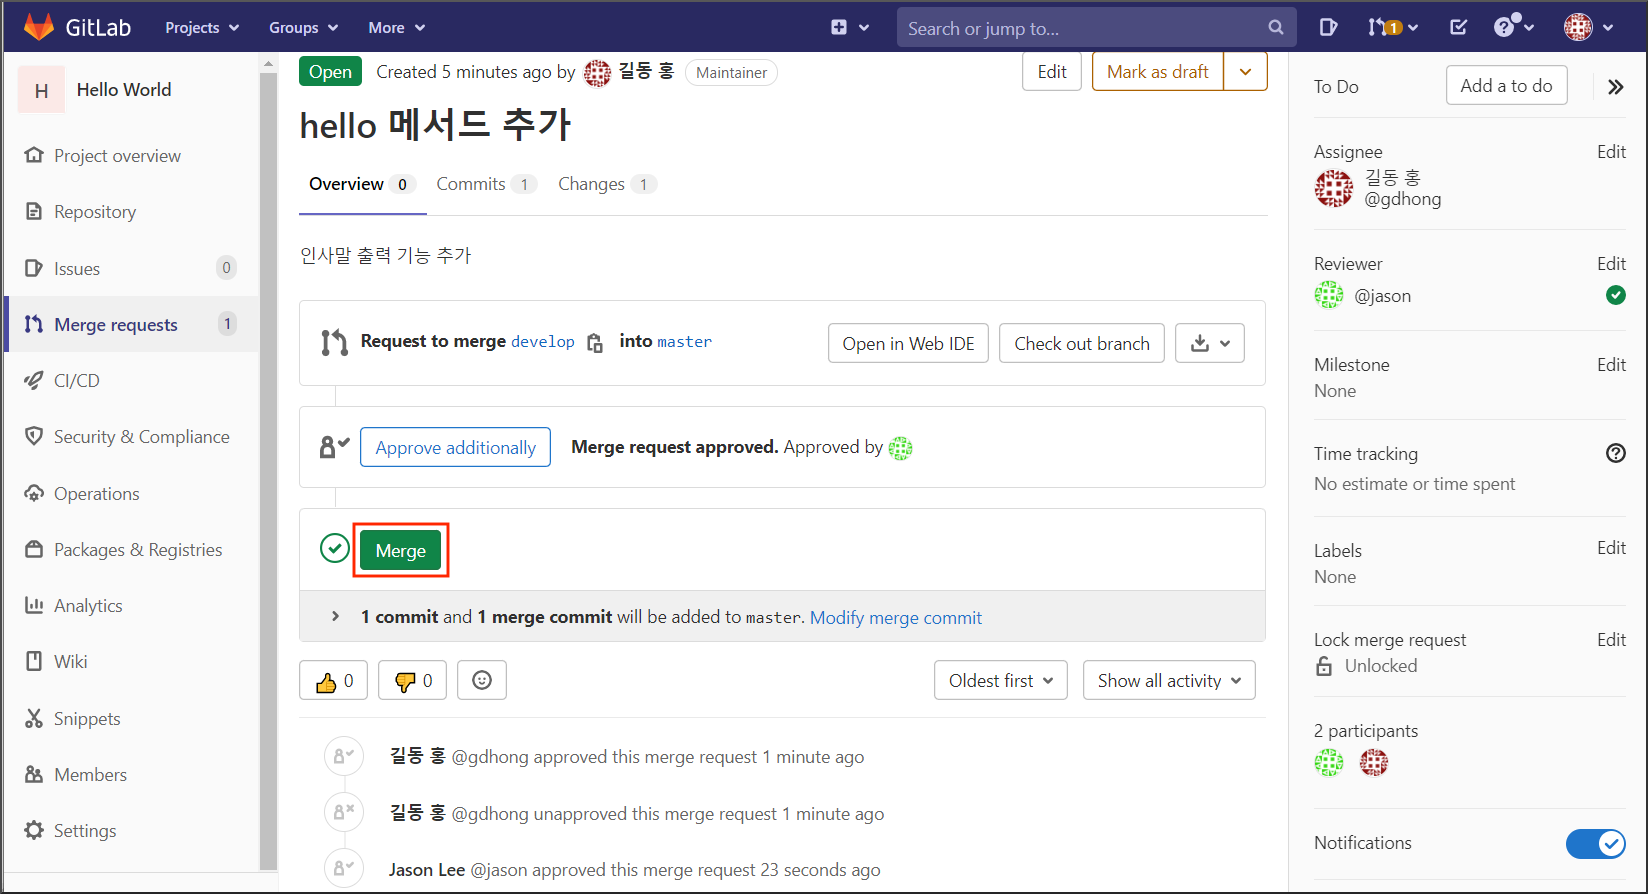 GitLab Projects Groups More Search or jump to... 1
H Hello World
Project overview
Repository
Issues 0
Merge requests 1
CI/CD
Security & Compliance
Operations
Packages & Registries
Analytics
Wiki
Snippets
Members
Settings
Open Created 5 minutes ago by 길동 홍 Maintainer Edit Mark as draft
hello 메서드 추가
Overview 0 Commits 1 Changes 1
인사말 출력 기능 추가
Request to merge develop into master Open in Web IDE Check out branch
Approve additionally Merge request approved. Approved by
Merge
1 commit and 1 merge commit will be added to master. Modify merge commit
0 0 Oldest first Show all activity
길동 홍 @gdhong approved this merge request 1 minute ago
길동 홍 @gdhong unapproved this merge request 1 minute ago
Jason Lee @jason approved this merge request 23 seconds ago
To Do Add a to do
Assignee Edit
길동 홍
@gdhong
Reviewer Edit
@jason
Milestone Edit
None
Time tracking
No estimate or time spent
Labels Edit
None
Lock merge request Edit
Unlocked
2 participants
Notifications